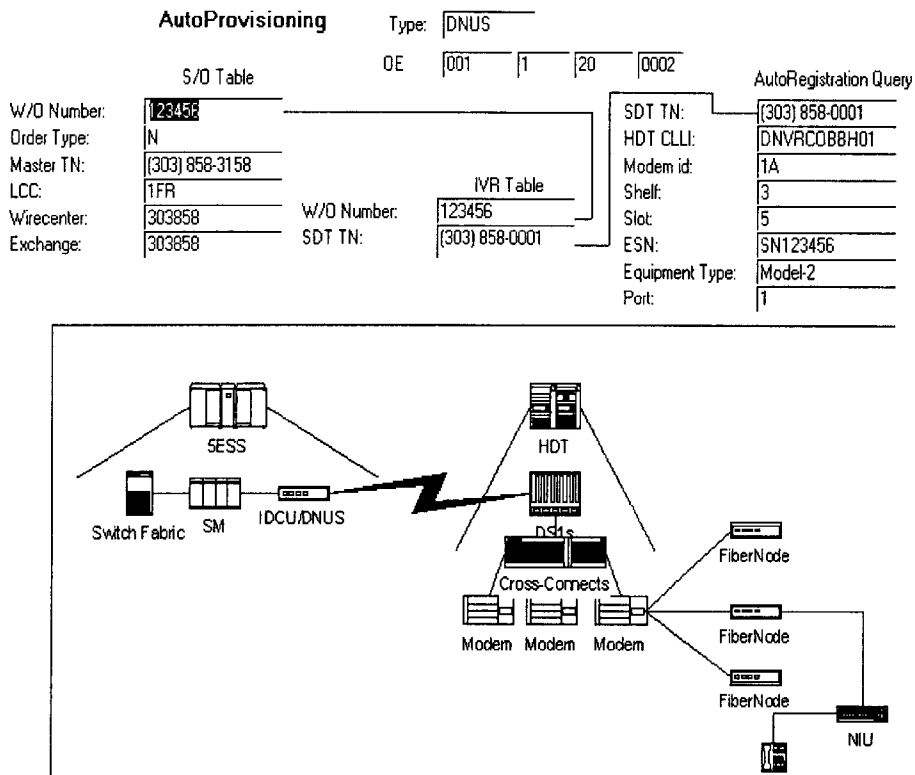 AutoProvisioning
Type: DNUS
OE 001 1 20 0002
S/O Table
W/O Number: 123456
Order Type: N
Master TN: (303) 858-3158
LCC: 1FR
Wirecenter: 303858
Exchange: 303858
IVR Table
W/O Number: 123456
SDT TN: (303) 858-0001
AutoRegistration Query
SDT TN: (303) 858-0001
HDT CLLI: DNVRCOB8H01
Modem id: 1A
Shelf: 3
Slot: 5
ESN: SN123456
Equipment Type: Model-2
Port: 1
5ESS
HDT
Switch Fabric
SM
IDCU/DNUS
DS1s
Cross-Connects
Modem
Modem
Modem
FiberNode
FiberNode
FiberNode
NIU